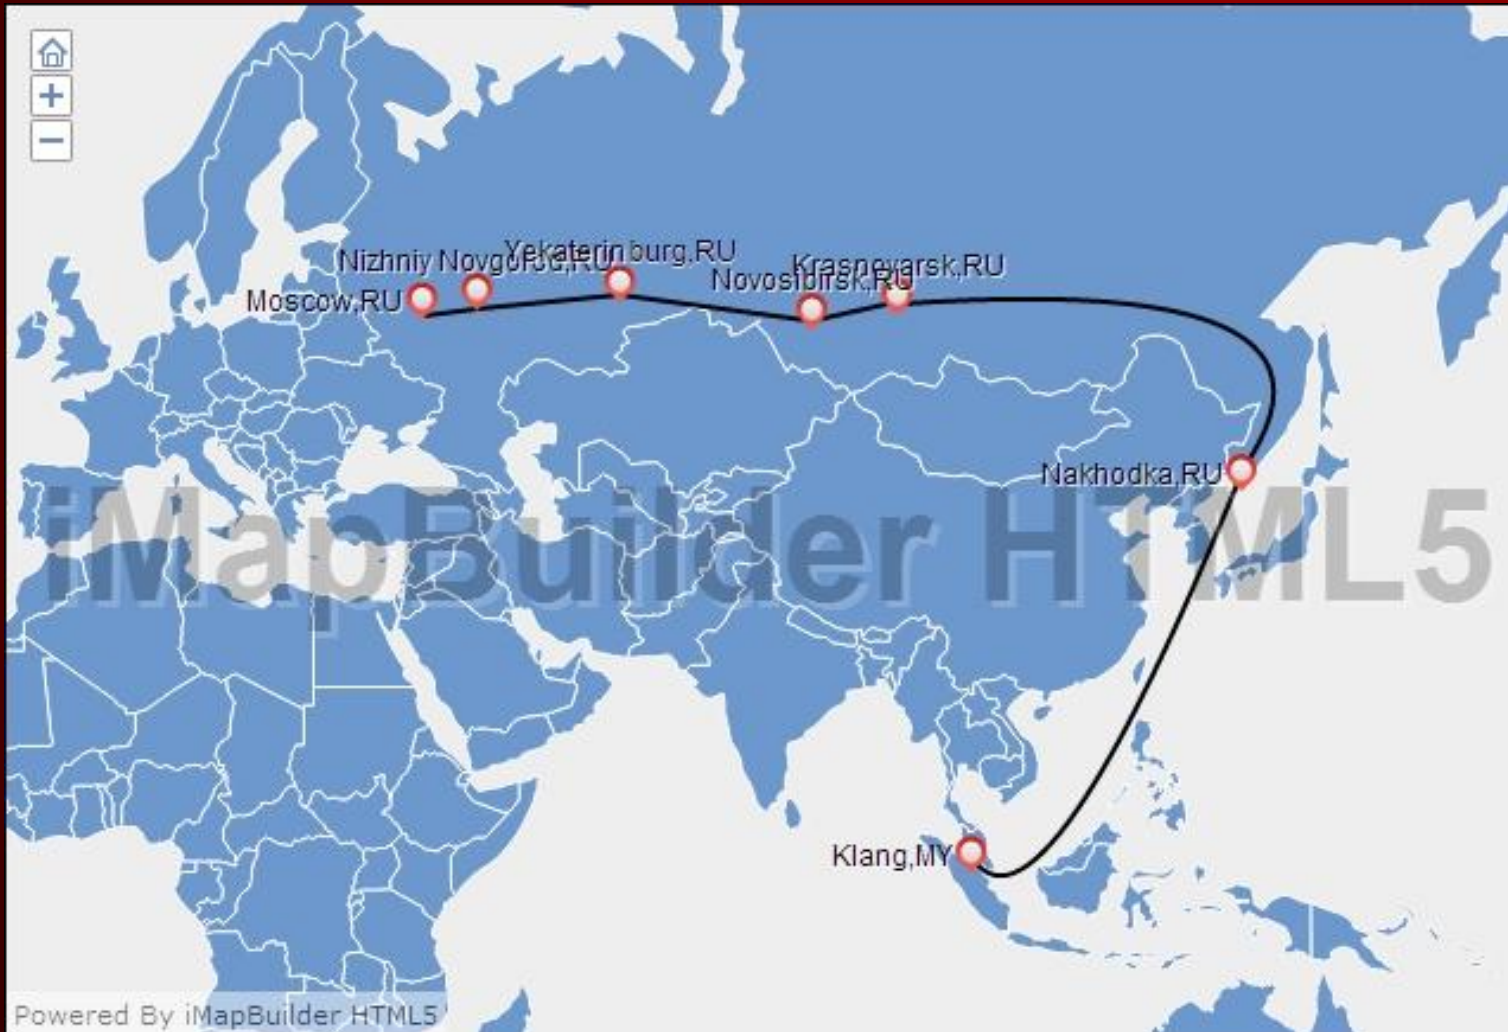 +
−
Yekaterinburg,RU
Nizhniy Novgorod,RU
Krasnoyarsk,RU
Novosibirsk,RU
Moscow,RU
Nakhodka,RU
iMapBuilder HTML5
Klang,MY
Powered By iMapBuilder HTML5